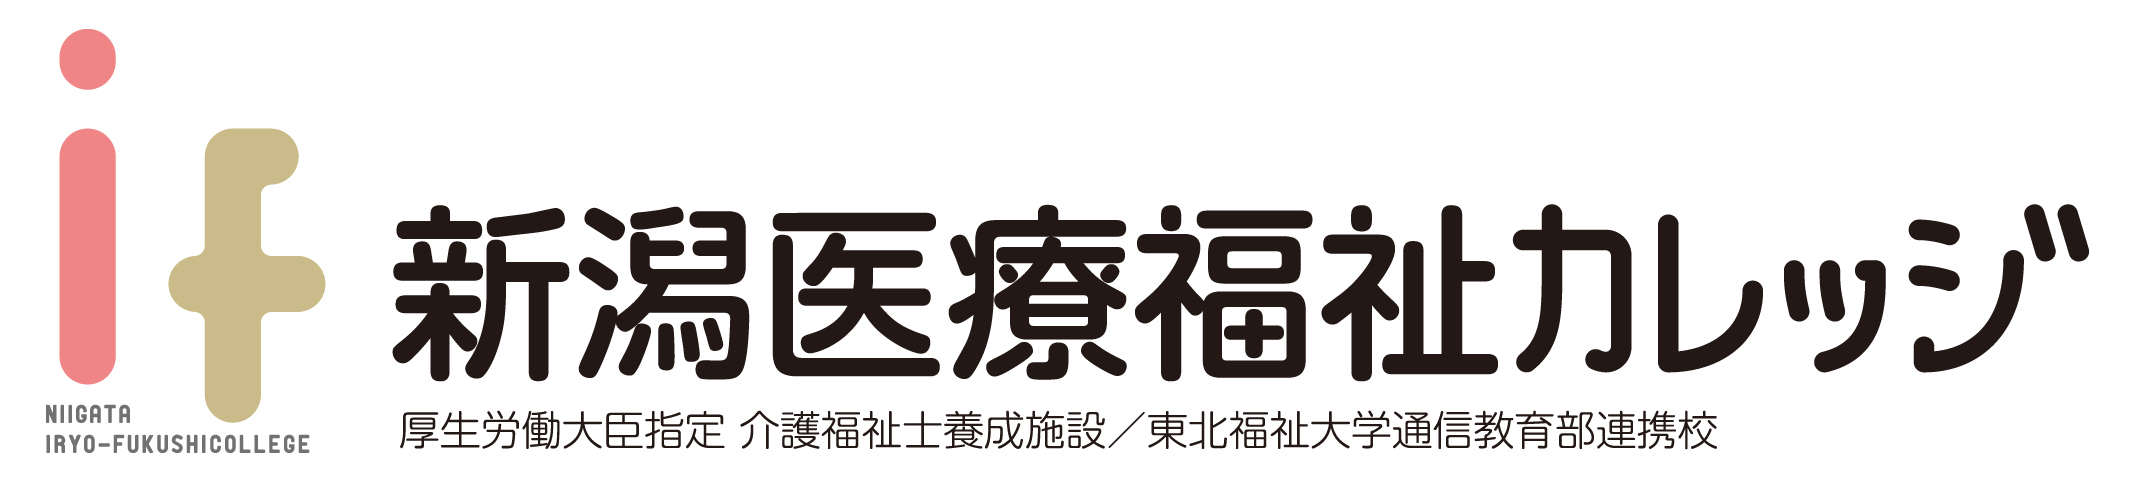 if
NIIGATA
IRYO-FUKUSHICOLLEGE
新潟医療福祉カレッジ
厚生労働大臣指定 介護福祉士養成施設／東北福祉大学通信教育部連携校